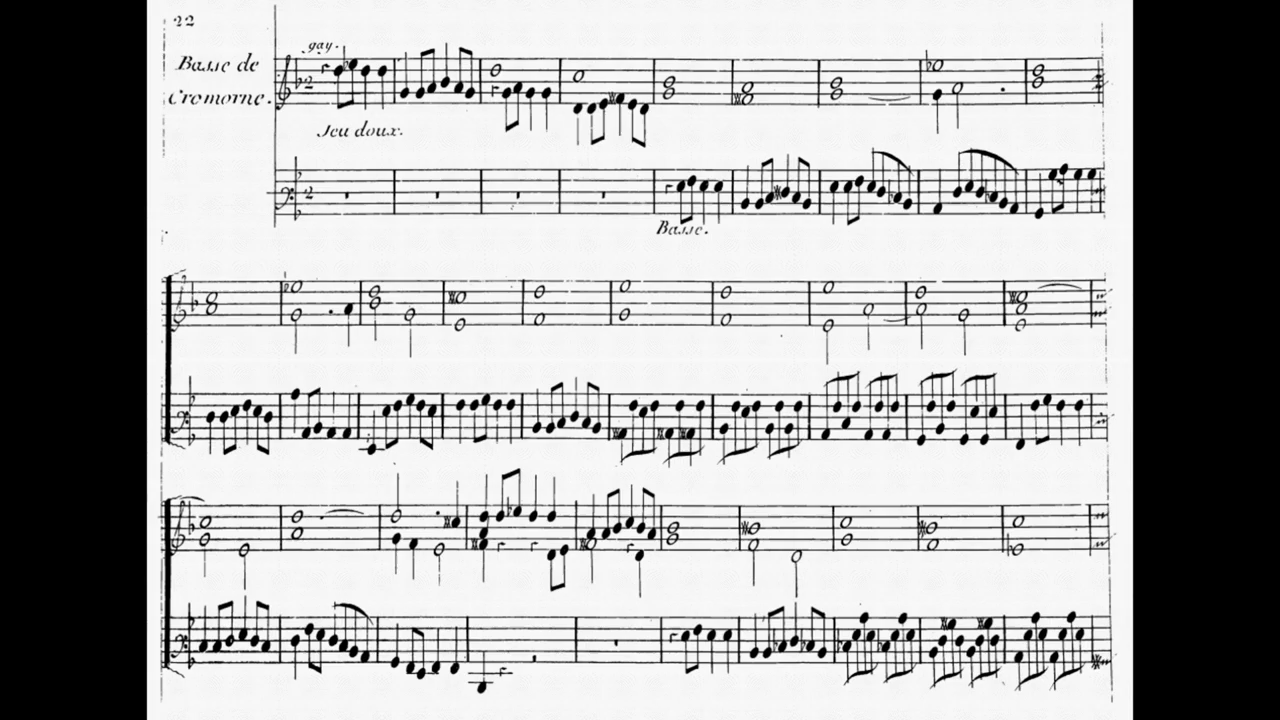 22
gay.
Basse de
Cromorne.
Jeu doux.
Basse.